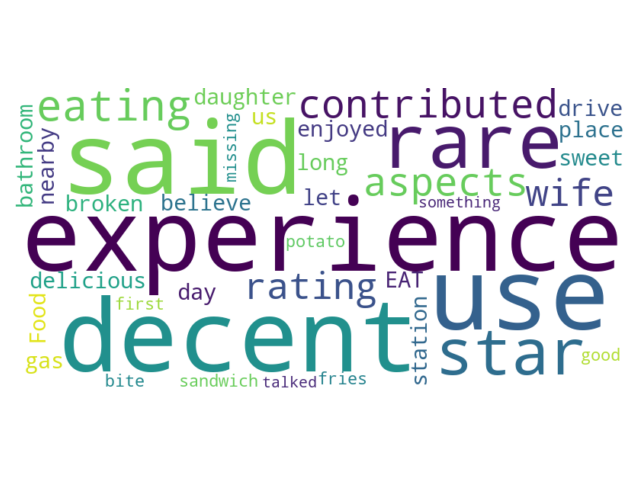 eating
daughter
us
missing
contributed
drive
bathroom
nearby
said
enjoyed
rare
place
long
aspects
sweet
broken
believe
let
something
wife
experience
potato
delicious
day
rating
EAT
use
Food
first
decent
station
star
gas
good
bite
sandwich
talked
fries